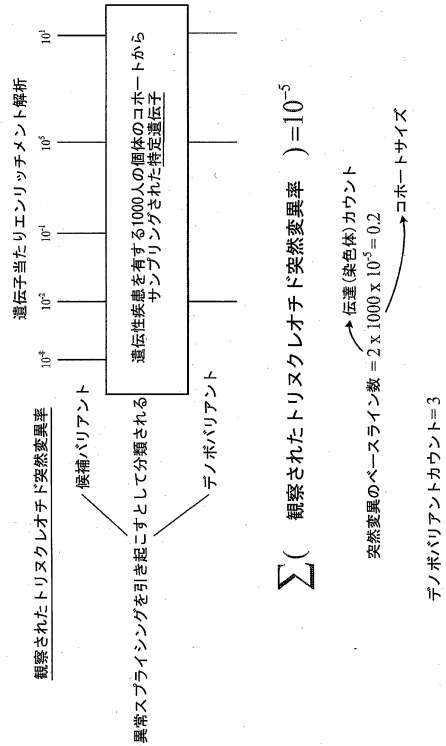 遺伝子当たりエンリッチメント解析
観察されたトリヌクレオチド突然変異率
10⁻⁸ 10⁻² 10⁻¹ 10⁵ 10¹
候補バリアント
遺伝性疾患を有する1000人の個体のコホートから
サンプリングされた特定遺伝子
異常スプライシングを引き起こすとして分類される
デノボバリアント
∑( 観察されたトリヌクレオチド突然変異率 )=10⁻⁵
伝達(染色体)カウント
突然変異のベースライン数 = 2 x 1000 x 10⁻⁵ = 0.2
コホートサイズ
デノボバリアントカウント=3